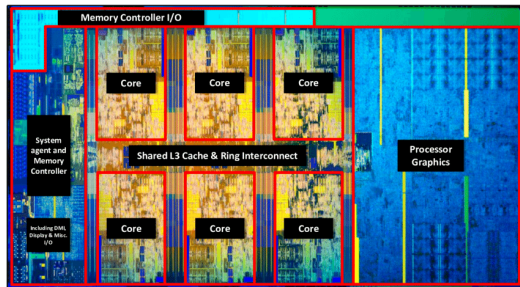 Memory Controller I/O
Core
Core
Core
System
agent and
Memory
Controller
Shared L3 Cache & Ring Interconnect
Processor
Graphics
Including DMI,
Display & Misc.
I/O
Core
Core
Core